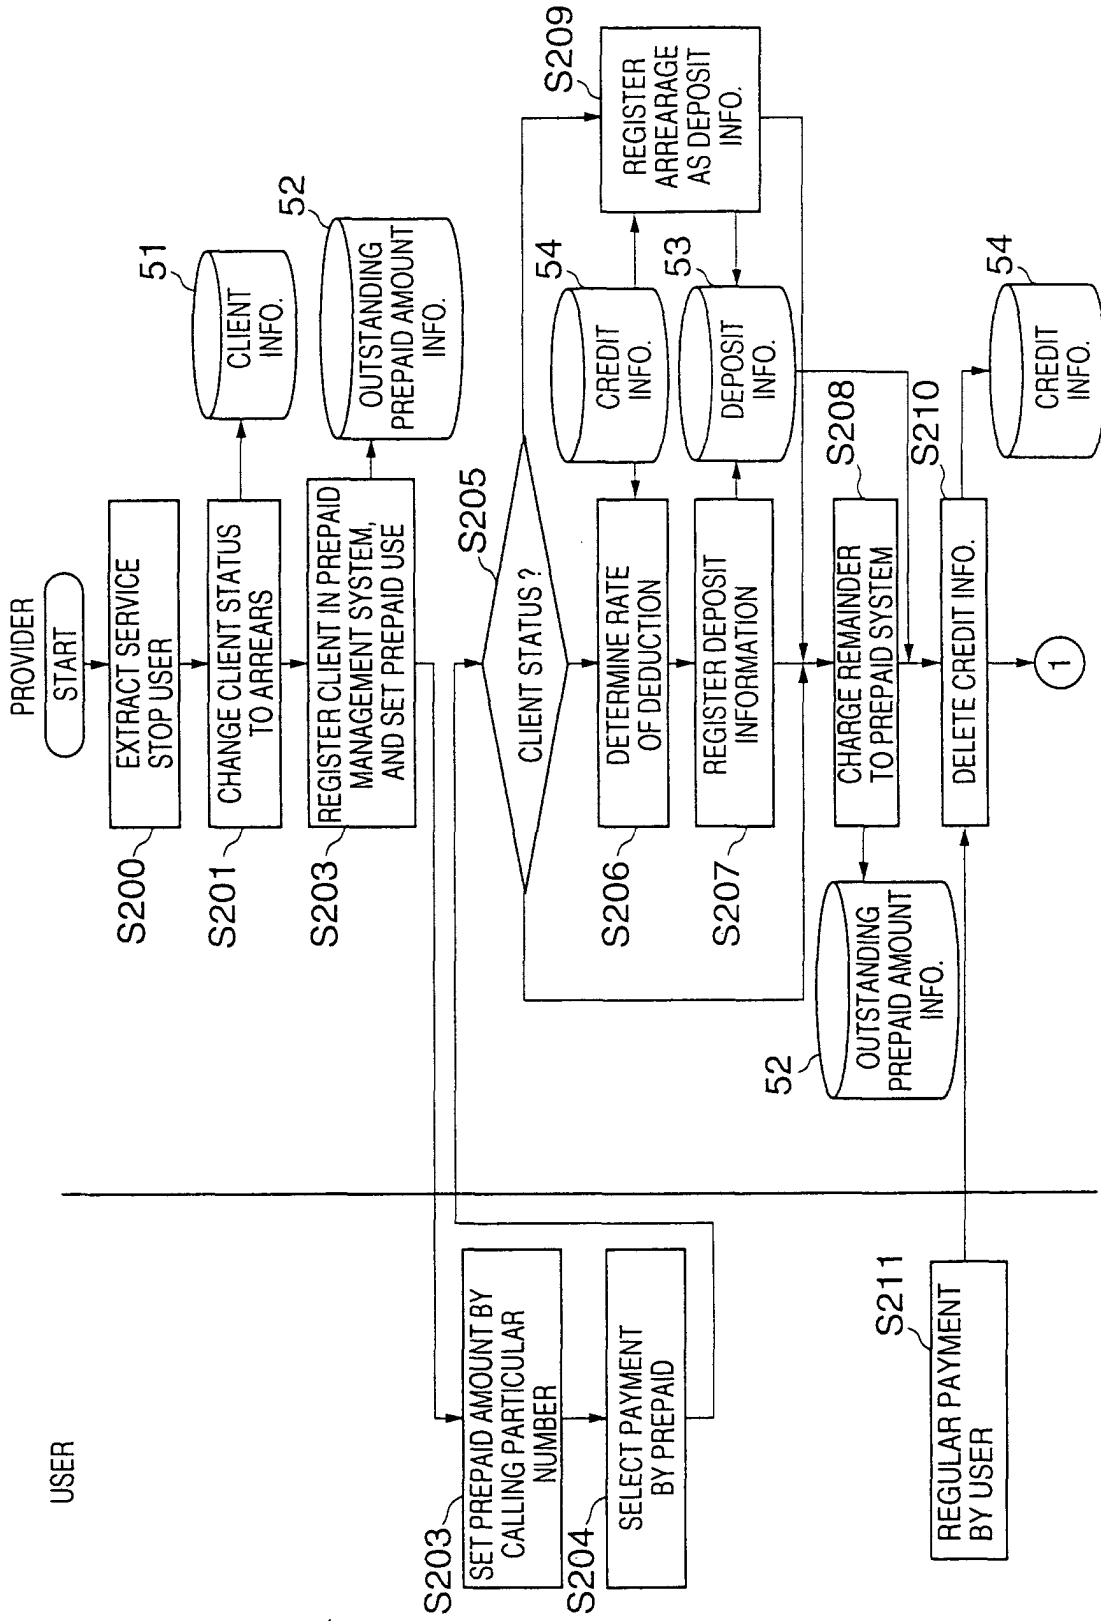 USER
PROVIDER
START
S200
EXTRACT SERVICE
STOP USER
S201
CHANGE CLIENT STATUS
TO ARREARS
51
CLIENT
INFO.
S203
REGISTER CLIENT IN PREPAID
MANAGEMENT SYSTEM,
AND SET PREPAID USE
52
OUTSTANDING
PREPAID AMOUNT
INFO.
S203
SET PREPAID AMOUNT BY
CALLING PARTICULAR
NUMBER
S204
SELECT PAYMENT
BY PREPAID
S205
CLIENT STATUS ?
S206
DETERMINE RATE
OF DEDUCTION
54
CREDIT
INFO.
S209
REGISTER
ARREARAGE
AS DEPOSIT
INFO.
S207
REGISTER DEPOSIT
INFORMATION
53
DEPOSIT
INFO.
52
OUTSTANDING
PREPAID AMOUNT
INFO.
S208
CHARGE REMAINDER
TO PREPAID SYSTEM
S211
REGULAR PAYMENT
BY USER
S210
DELETE CREDIT INFO.
54
CREDIT
INFO.
1